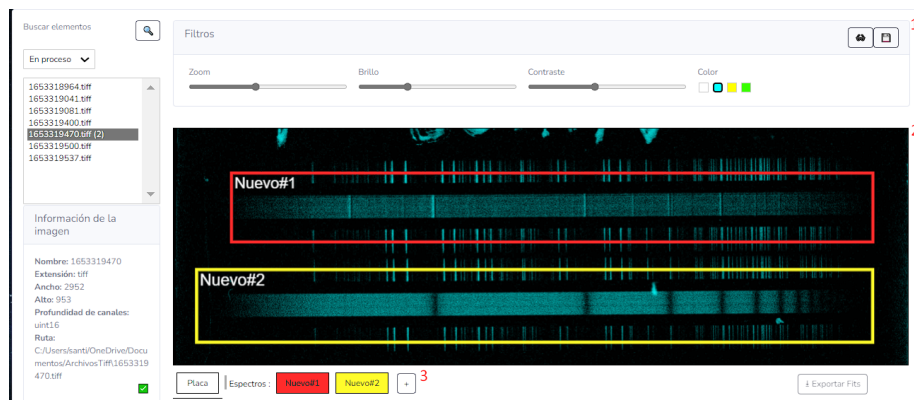 Buscar elementos
En proceso
1653318964.tiff
1653319041.tiff
1653319081.tiff
1653319400.tiff
1653319470.tiff (2)
1653319500.tiff
1653319537.tiff
Información de la
imagen
Nombre: 1653319470
Extensión: tiff
Ancho: 2952
Alto: 953
Profundidad de canales:
uint16
Ruta:
C:/Users/santi/OneDrive/Docu
mentos/ArchivosTiff\1653319
470.tiff
Filtros
Zoom
Brillo
Contraste
Color
Nuevo#1
Nuevo#2
Placa
Espectros :
Nuevo#1
Nuevo#2
+
3
Exportar Fits